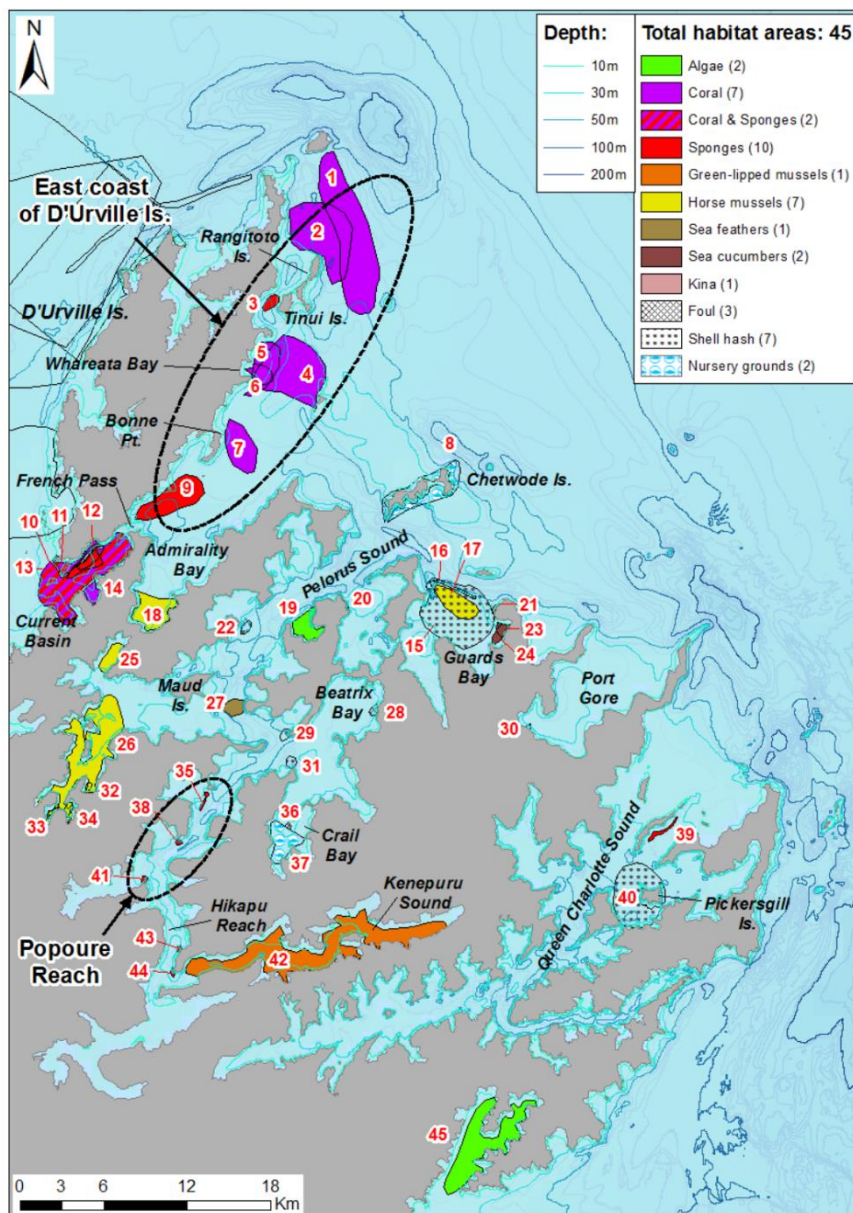 N
Depth:
10m
30m
50m
100m
200m
Total habitat areas: 45
Algae (2)
Coral (7)
Coral & Sponges (2)
Sponges (10)
Green-lipped mussels (1)
Horse mussels (7)
Sea feathers (1)
Sea cucumbers (2)
Kina (1)
Foul (3)
Shell hash (7)
Nursery grounds (2)
East coast
of D'Urville Is.
1
2
Rangitoto
Is.
3
Tinui Is.
D'Urville Is.
Whareata Bay
5
4
6
Bonne
Pt.
7
8
Chetwode Is.
French Pass
9
10
11
12
13
14
Admirality
Bay
Current
Basin
Pelorus Sound
16
17
18
19
20
21
22
15
23
24
Guards
Bay
25
Maud
Is.
27
Beatrix
Bay
28
Port
Gore
26
29
30
31
32
33
34
35
38
36
Crail
Bay
37
39
41
Popoure
Reach
Hikapu
Reach
Kenepuru
Sound
Queen Charlotte Sound
40
Pickersgill
Is.
43
44
42
45
0 3 6 12 18
Km